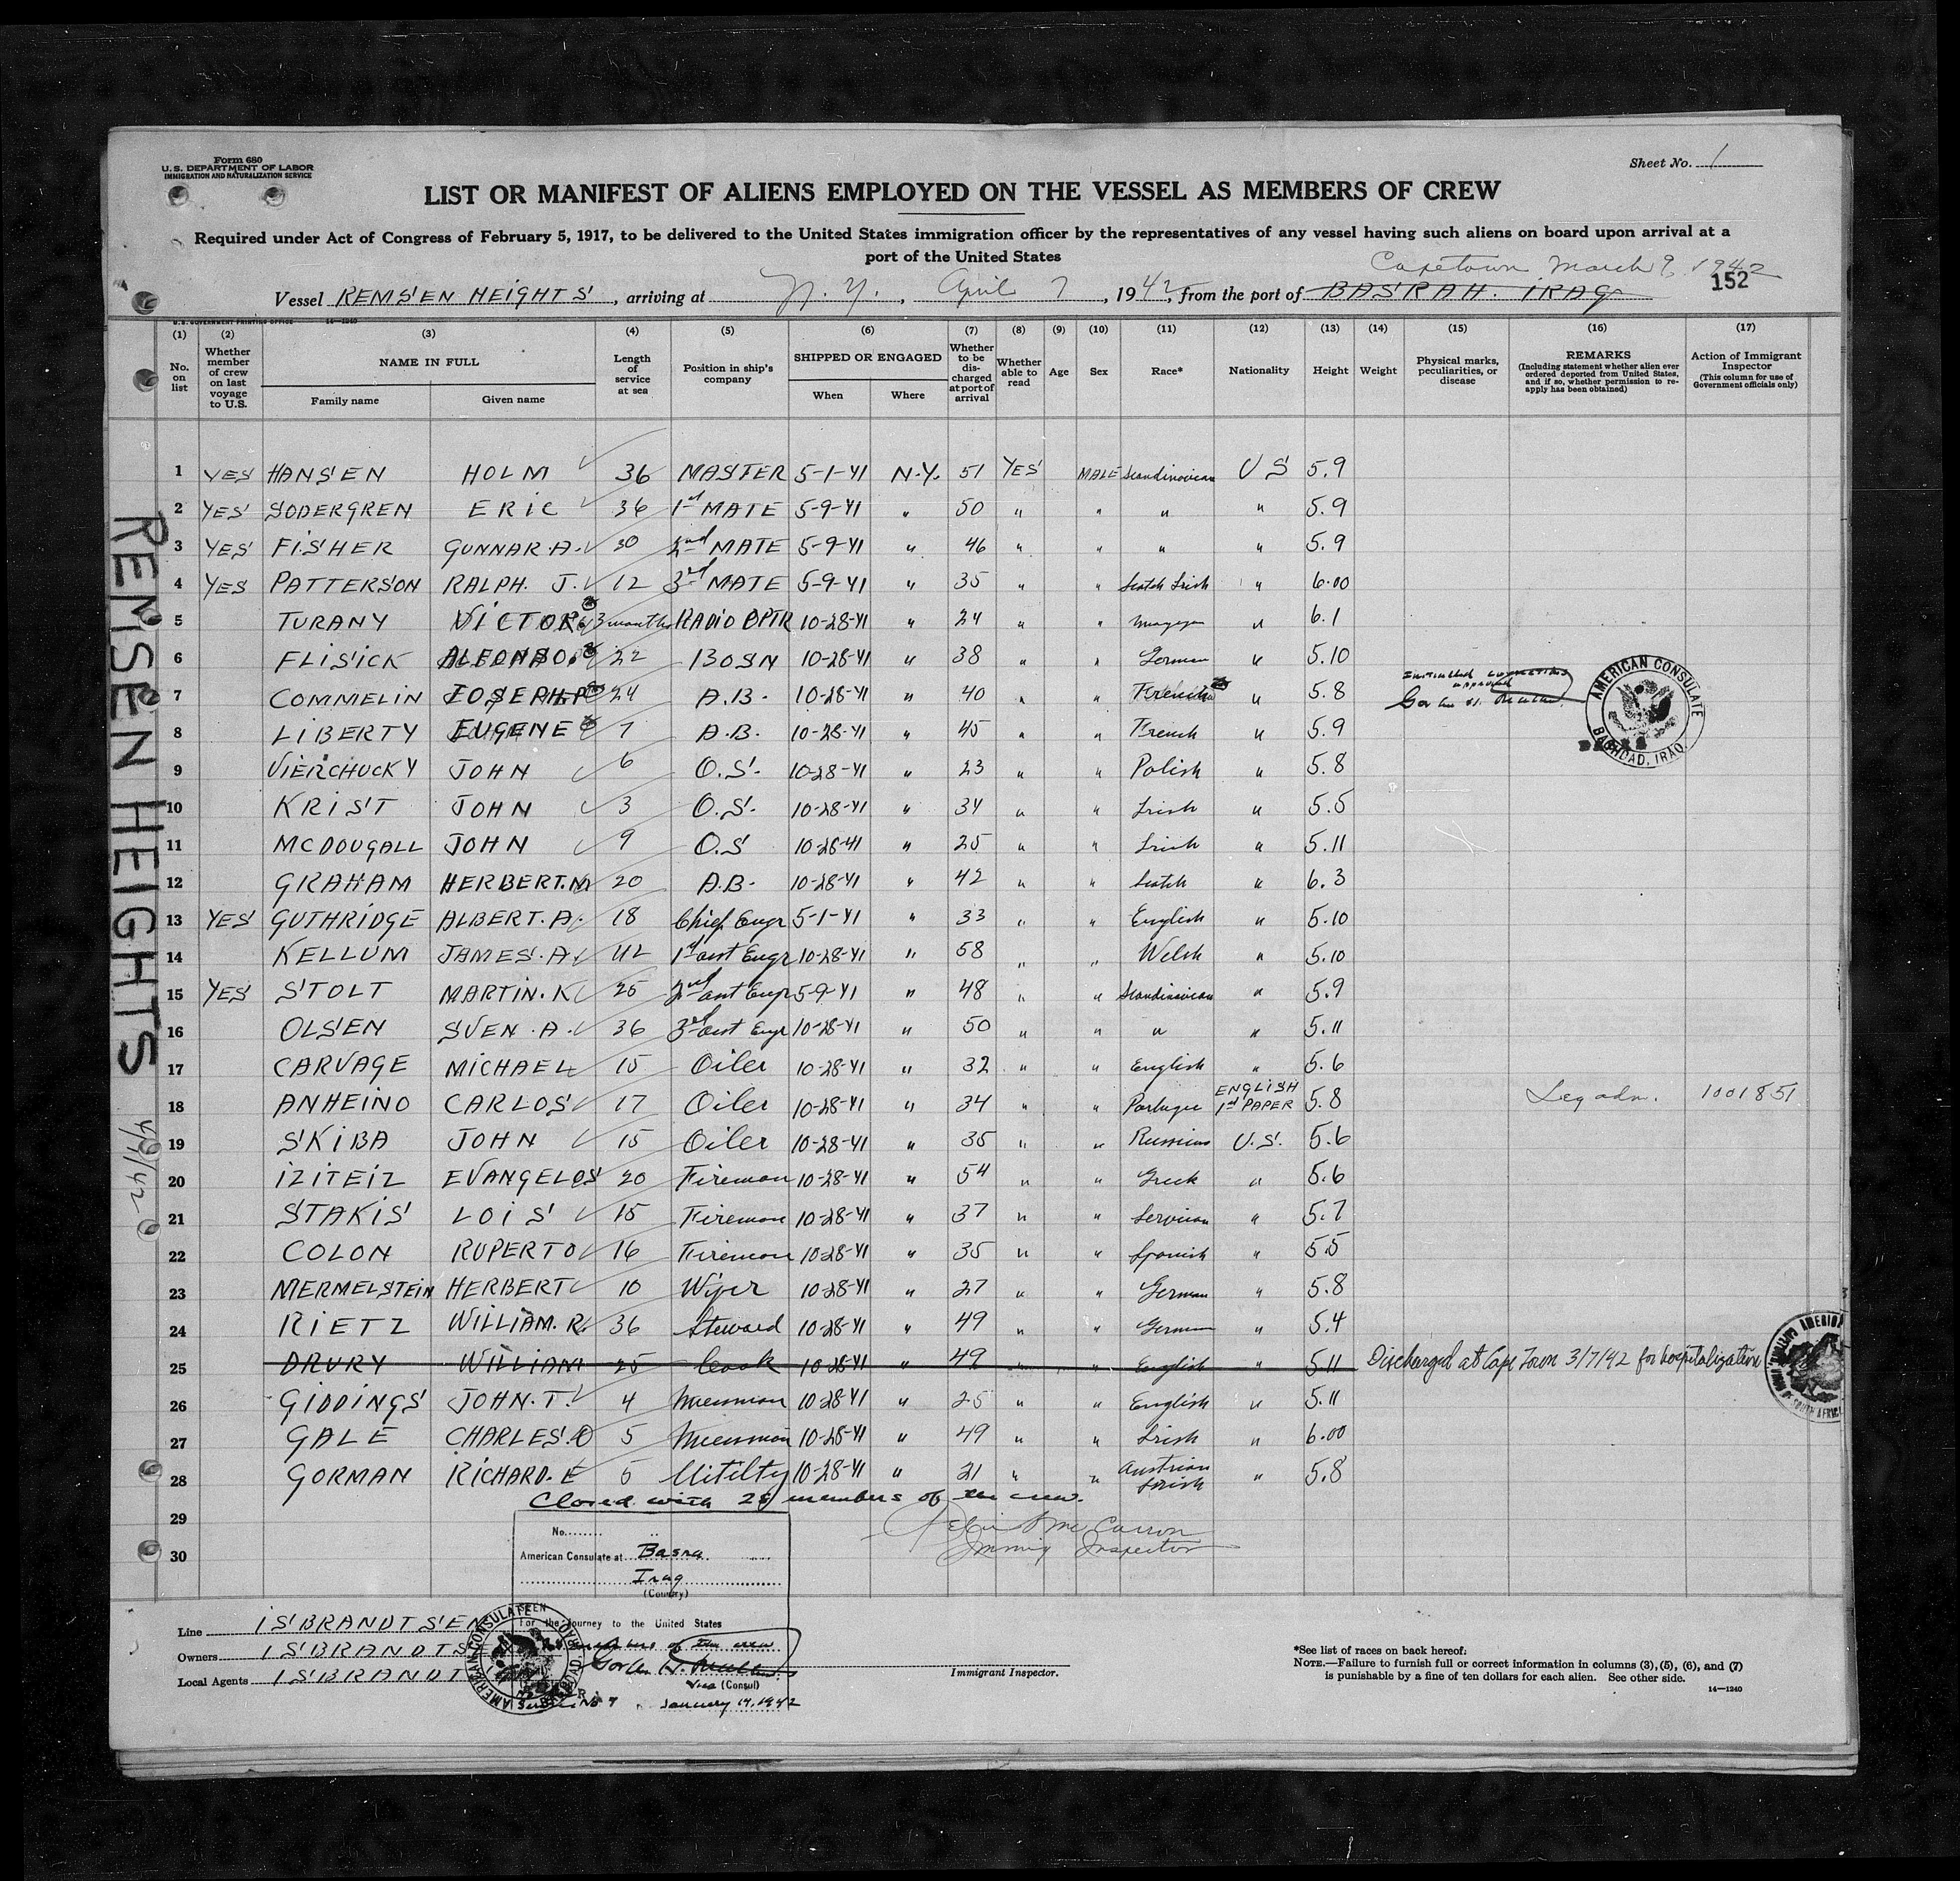 Form 680
U. S. DEPARTMENT OF LABOR
IMMIGRATION AND NATURALIZATION SERVICE
Sheet No. 1
LIST OR MANIFEST OF ALIENS EMPLOYED ON THE VESSEL AS MEMBERS OF CREW
Required under Act of Congress of February 5, 1917, to be delivered to the United States immigration officer by the representatives of any vessel having such aliens on board upon arrival at a
port of the United States
Capetown March 9, 1942
Vessel REMSEN HEIGHTS, arriving at N. Y., April 7, 1942, from the port of BASRAH. IRAQ 152
U. S. GOVERNMENT PRINTING OFFICE 14—1240
(1) (2) (3) (4) (5) (6) (7) (8) (9) (10) (11) (12) (13) (14) (15) (16) (17)
No. on list
Whether member of crew on last voyage to U.S.
NAME IN FULL
Family name Given name
Length of service at sea
Position in ship's company
SHIPPED OR ENGAGED
When Where
Whether to be discharged at port of arrival
Whether able to read
Age
Sex
Race*
Nationality
Height
Weight
Physical marks, peculiarities, or disease
REMARKS
(Including statement whether alien ever ordered deported from United States, and if so, whether permission to reapply has been obtained)
Action of Immigrant Inspector
(This column for use of Government officials only)
1 YES HANSEN HOLM 36 MASTER 5-1-41 N.Y. 51 YES MALE Scandinavian U S 5.9
2 YES SODERGREN ERIC 36 1st MATE 5-9-41 " 50 " " " " 5.9
3 YES FISHER GUNNAR.A. 30 2nd MATE 5-9-41 " 46 " " " " 5.9
4 YES PATTERSON RALPH. J. 12 3rd MATE 5-9-41 " 35 " " Scotch Irish " 6.00
5 TURANY VICTOR 3 months RADIO OPTR 10-28-41 " 24 " " " 6.1
6 FLISICK ALFONSO. 22 BOSN 10-28-41 " 38 " " German " 5.10
7 COMMELIN JOSEPH.P 24 A.B. 10-28-41 " 40 " " French " 5.8
8 LIBERTY EUGENE 7 A.B. 10-28-41 " 45 " " French " 5.9
9 VIERCHUCKY JOHN 6 O.S. 10-28-41 " 23 " " Polish " 5.8
10 KRIST JOHN 3 O.S. 10-28-41 " 34 " " Irish " 5.5
11 MCDOUGALL JOHN 9 O.S 10-28-41 " 25 " " Irish " 5.11
12 GRAHAM HERBERT.M 20 A.B. 10-28-41 " 42 " " Scotch " 6.3
13 YES GUTHRIDGE ALBERT.A. 18 Chief Engr 5-1-41 " 33 " " English " 5.10
14 KELLUM JAMES.A. 42 1st asst Engr 10-28-41 " 58 " " Welsh " 5.10
15 YES STOLT MARTIN.K 25 2nd asst Engr 5-9-41 " 48 " " Scandinavian " 5.9
16 OLSEN SVEN.A. 36 3rd asst Engr 10-28-41 " 50 " " " " 5.11
17 CARVAGE MICHAEL 15 Oiler 10-28-41 " 32 " " English " 5.6
18 ANHEINO CARLOS 17 Oiler 10-28-41 " 34 " " Portugee ENGLISH 1st PAPER 5.8 Leg adm. 1001851
19 SKIBA JOHN 15 Oiler 10-28-41 " 35 " " Russian U.S. 5.6
20 IZITEIZ EVANGELOS 20 Fireman 10-28-41 " 54 " " Greek " 5.6
21 STAKIS LOIS 15 Fireman 10-28-41 " 37 " " Servian " 5.7
22 COLON RUPERTO 16 Fireman 10-28-41 " 35 " " Spanish " 5.5
23 MERMELSTEIN HERBERT 10 Wiper 10-28-41 " 27 " " German " 5.8
24 RIETZ WILLIAM.R. 36 Steward 10-28-41 " 49 " " German " 5.4
25 DRURY WILLIAM 25 Cook 10-28-41 " 49 " " English " 5.11 Discharged at Cape Town 3/7/42 for hospitalization
26 GIDDINGS JOHN.T. 4 Messman 10-28-41 " 25 " " English " 5.11
27 GALE CHARLES.O 5 Messman 10-28-41 " 49 " " Irish " 6.00
28 GORMAN RICHARD.E 5 Utilty 10-28-41 " 21 " " Austrian Irish " 5.8
Closed with 28 members of the crew.
29
30
McCarron
Immig Inspector
Initialled corrections approved
AMERICAN CONSULATE
BAGHDAD, IRAQ
REMSEN HEIGHTS
4/7/42
No.
American Consulate at Basra
Iraq
(Country)
SEEN
For the journey to the United States
members of the crew
Vice (Consul)
January 14, 1942
AMERICAN CONSULATE
Line ISBRANDTSEN
Owners ISBRANDTSEN
Local Agents ISBRANDTSEN
Immigrant Inspector.
*See list of races on back hereof.
NOTE.—Failure to furnish full or correct information in columns (3), (5), (6), and (7)
is punishable by a fine of ten dollars for each alien. See other side.
14—1240